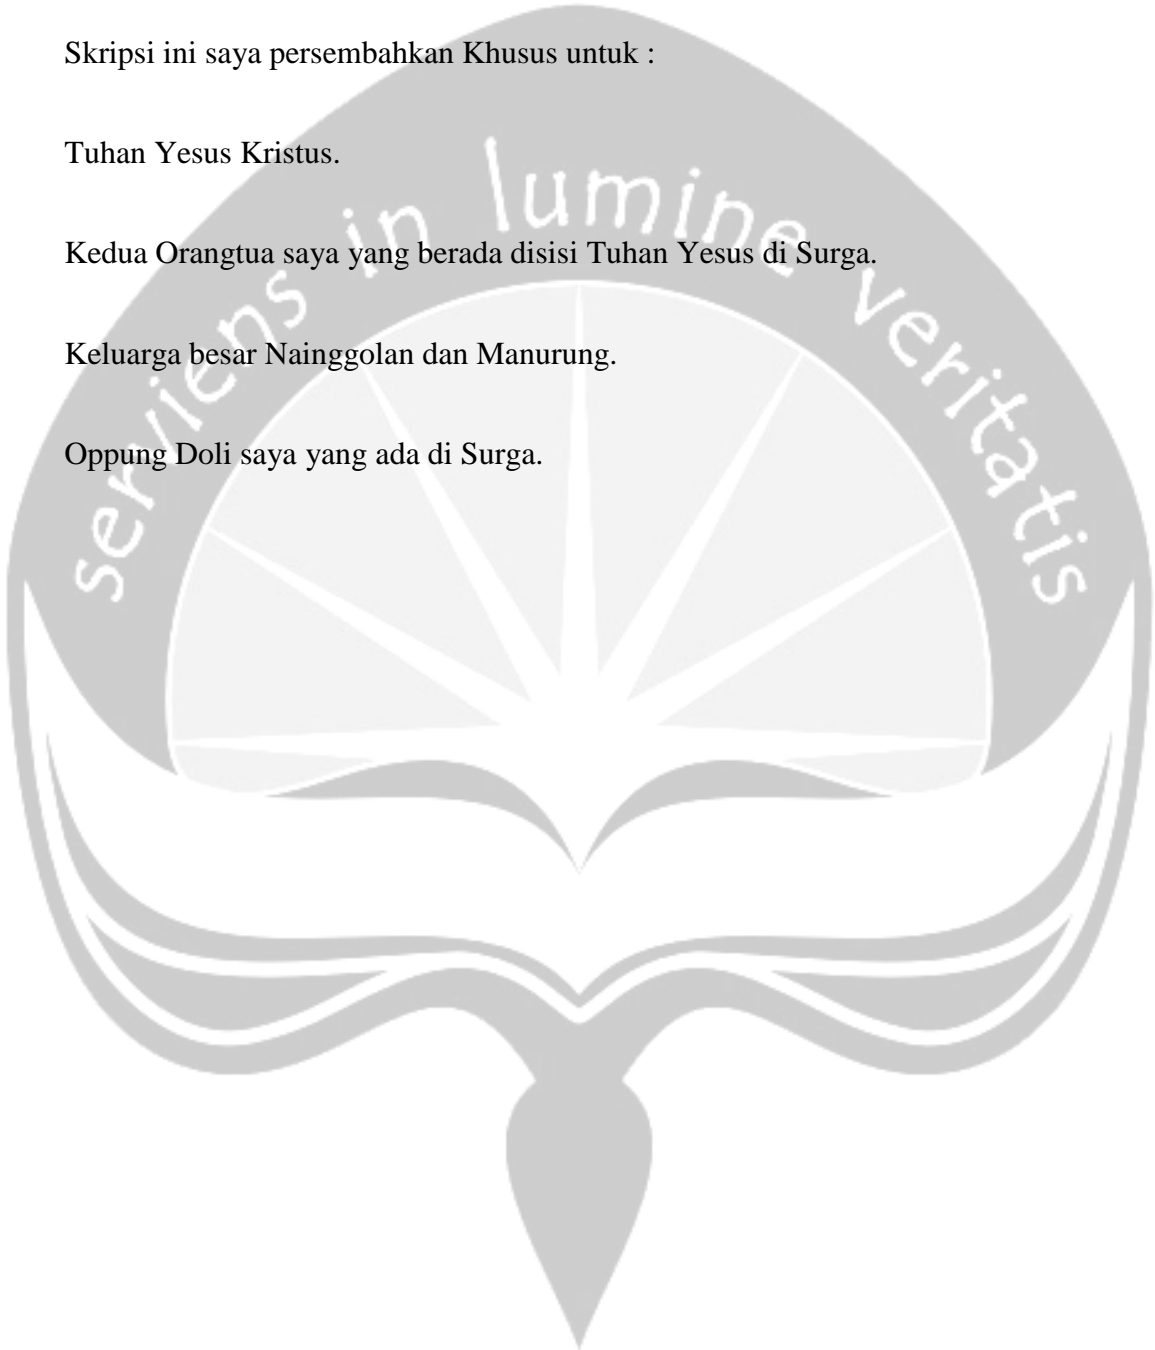 Skripsi ini saya persembahkan Khusus untuk :
Tuhan Yesus Kristus.
Kedua Orangtua saya yang berada disisi Tuhan Yesus di Surga.
Keluarga besar Nainggolan dan Manurung.
Oppung Doli saya yang ada di Surga.
serviens in lumine veritatis